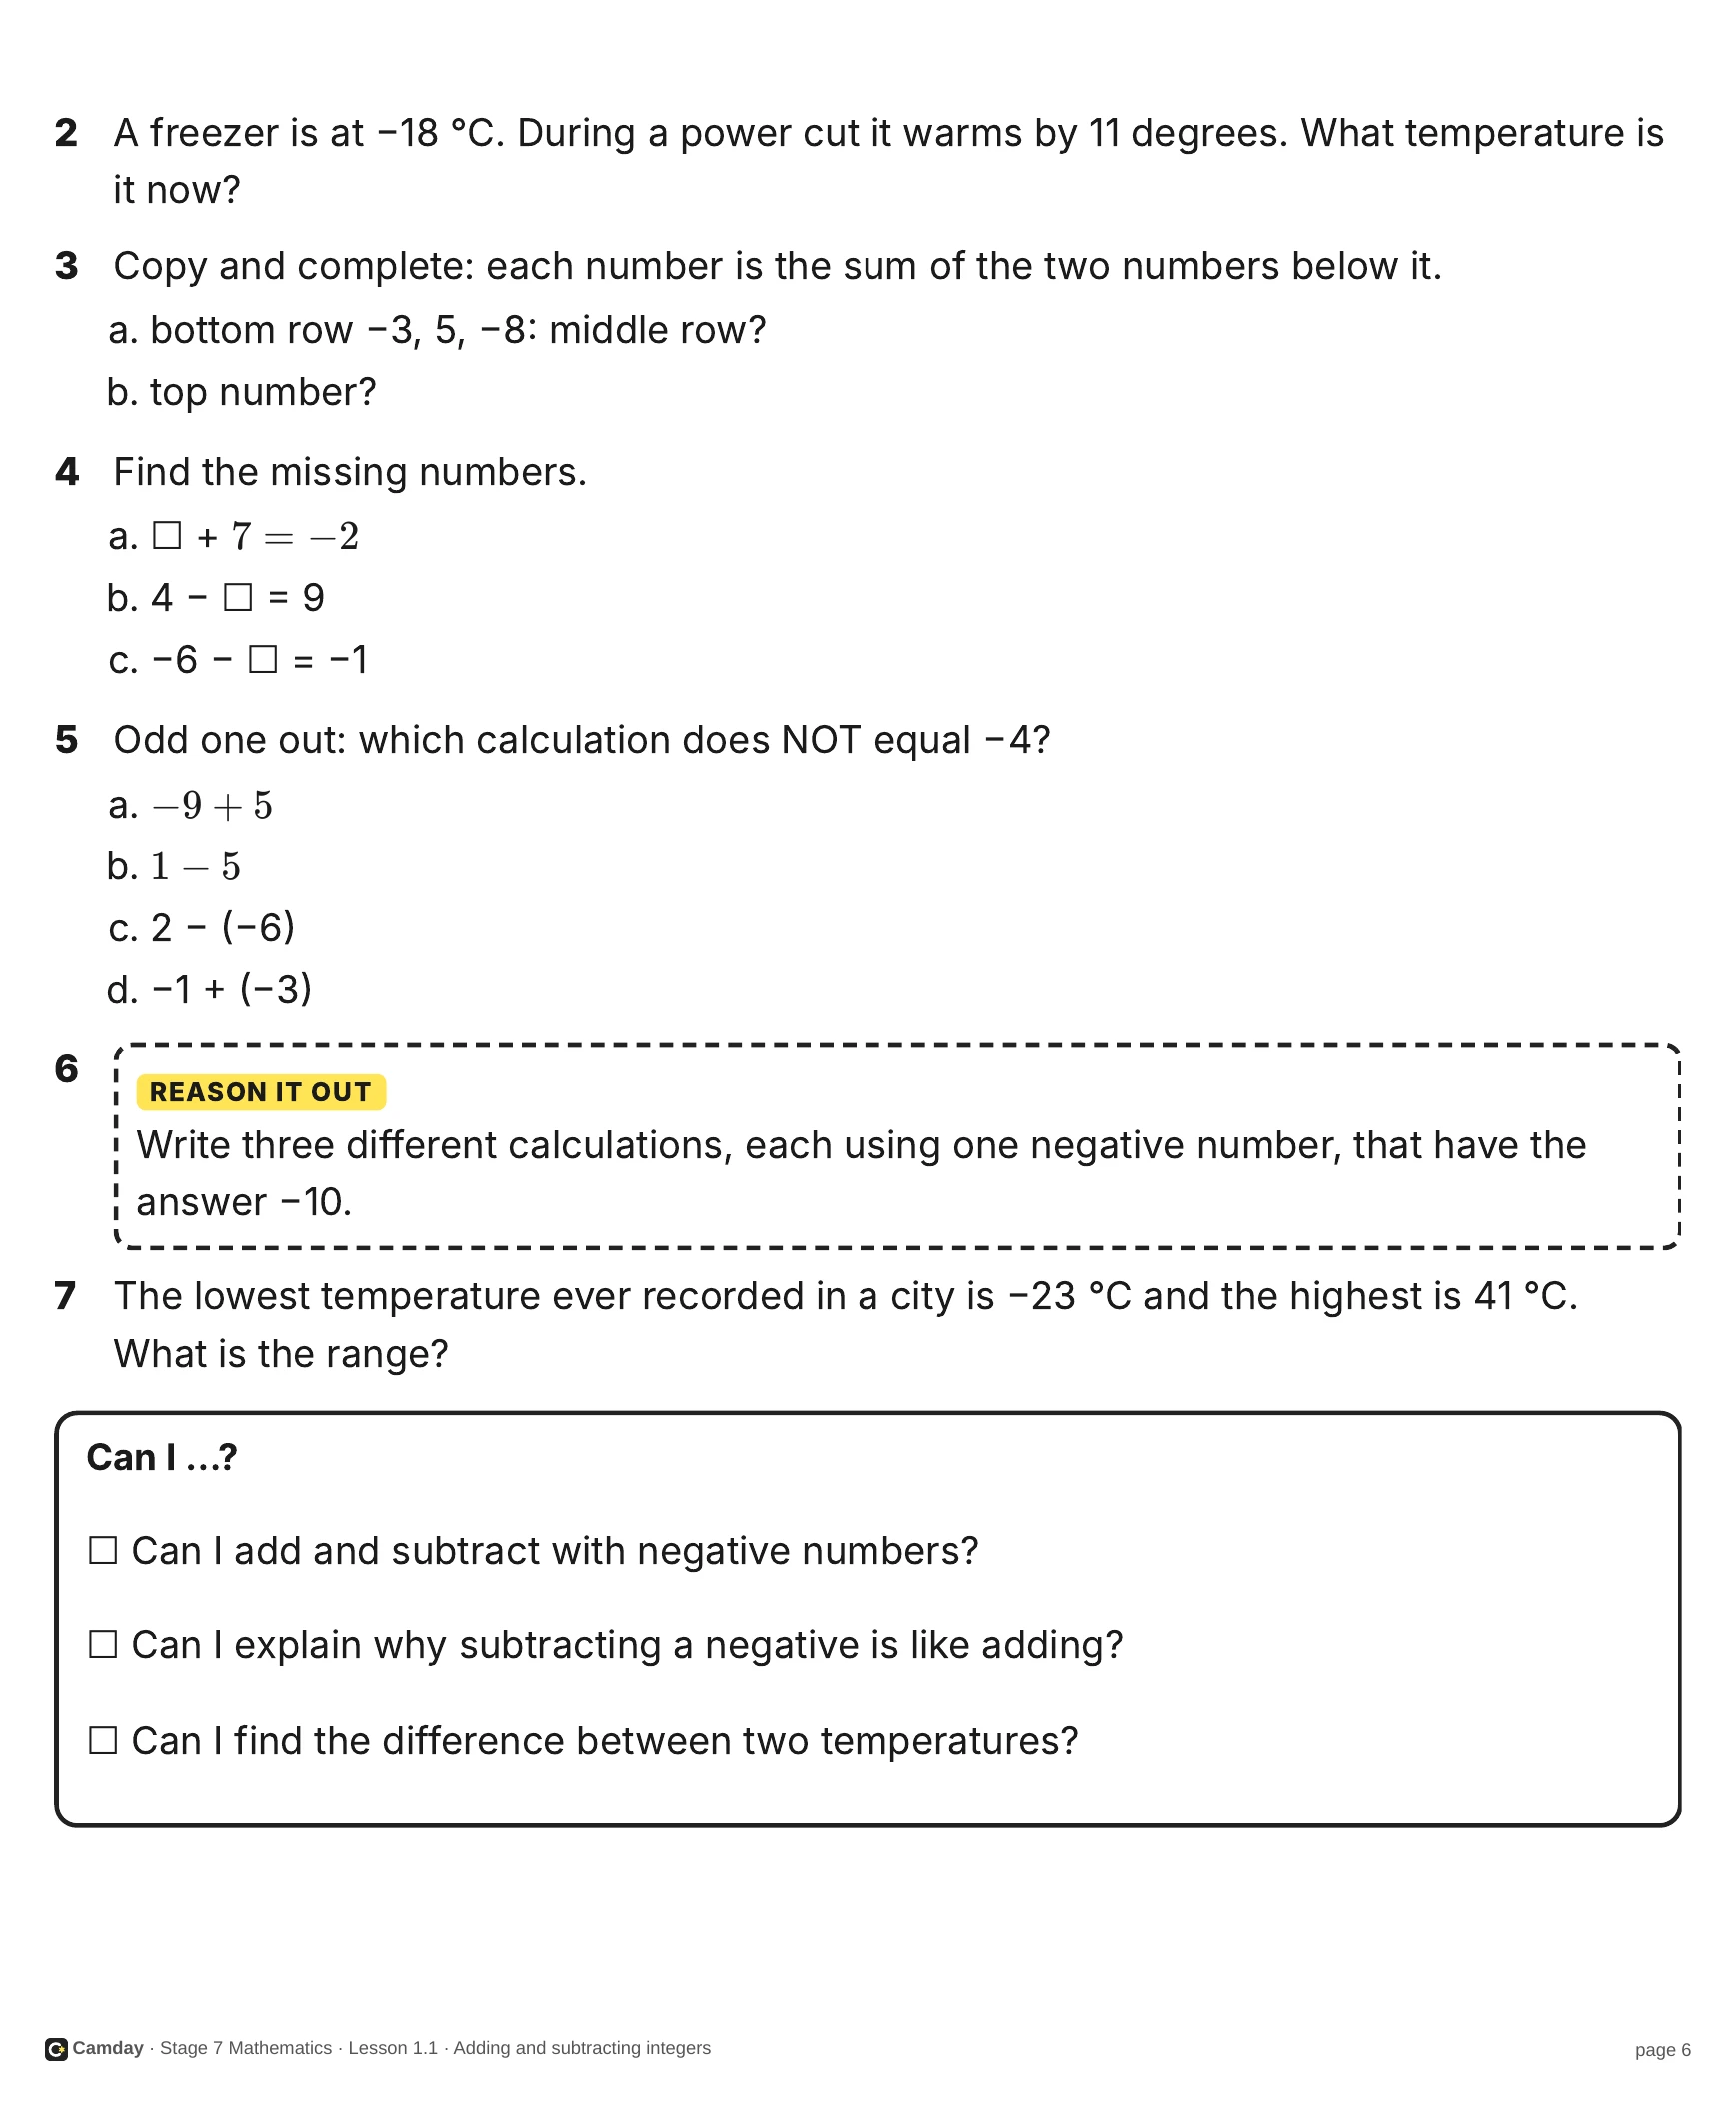 2 A freezer is at −18 °C. During a power cut it warms by 11 degrees. What temperature is
it now?
3 Copy and complete: each number is the sum of the two numbers below it.
a. bottom row −3, 5, −8: middle row?
b. top number?
4 Find the missing numbers.
a. □ + 7 = −2
b. 4 − □ = 9
c. −6 − □ = −1
5 Odd one out: which calculation does NOT equal −4?
a. −9 + 5
b. 1 − 5
c. 2 − (−6)
d. −1 + (−3)
6 REASON IT OUT
Write three different calculations, each using one negative number, that have the
answer −10.
7 The lowest temperature ever recorded in a city is −23 °C and the highest is 41 °C.
What is the range?
Can I ...?
□ Can I add and subtract with negative numbers?
□ Can I explain why subtracting a negative is like adding?
□ Can I find the difference between two temperatures?
C Camday · Stage 7 Mathematics · Lesson 1.1 · Adding and subtracting integers page 6